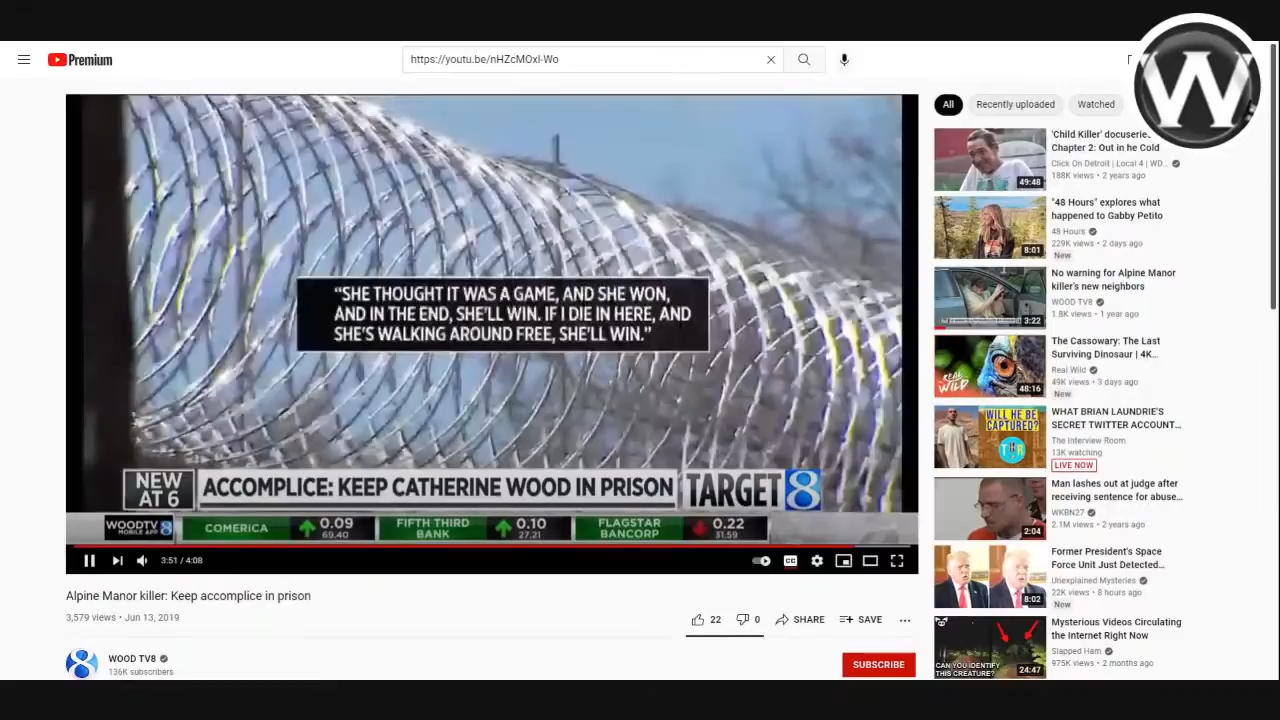 Premium
https://youtu.be/nHZcMOxI-Wo
W
"SHE THOUGHT IT WAS A GAME, AND SHE WON,
AND IN THE END, SHE'LL WIN. IF I DIE IN HERE, AND
SHE'S WALKING AROUND FREE, SHE'LL WIN."
NEW
AT 6
ACCOMPLICE: KEEP CATHERINE WOOD IN PRISON
TARGET 8
WOODTV 8
MOBILE APP
COMERICA
0.09
69.40
FIFTH THIRD
BANK
0.10
27.21
FLAGSTAR
BANCORP
0.22
31.59
3:51 / 4:08
CC
Alpine Manor killer: Keep accomplice in prison
3,579 views • Jun 13, 2019
22
0
SHARE
SAVE
8
WOOD TV8
136K subscribers
SUBSCRIBE
All
Recently uploaded
Watched
'Child Killer' docuserie
Chapter 2: Out in he Cold
Click On Detroit | Local 4 | WD...
188K views • 2 years ago
49:48
"48 Hours" explores what
happened to Gabby Petito
48 Hours
229K views • 2 days ago
New
8:01
No warning for Alpine Manor
killer's new neighbors
WOOD TV8
1.8K views • 1 year ago
3:22
The Cassowary: The Last
Surviving Dinosaur | 4K...
Real Wild
49K views • 3 days ago
New
REAL
WILD
48:16
WHAT BRIAN LAUNDRIE'S
SECRET TWITTER ACCOUNT...
The Interview Room
13K watching
LIVE NOW
WILL HE BE
CAPTURED?
Man lashes out at judge after
receiving sentence for abuse...
WKBN27
2.1M views • 2 years ago
2:04
Former President's Space
Force Unit Just Detected...
Unexplained Mysteries
22K views • 8 hours ago
New
8:02
Mysterious Videos Circulating
the Internet Right Now
Slapped Ham
975K views • 2 months ago
CAN YOU IDENTIFY
THIS CREATURE?
24:47